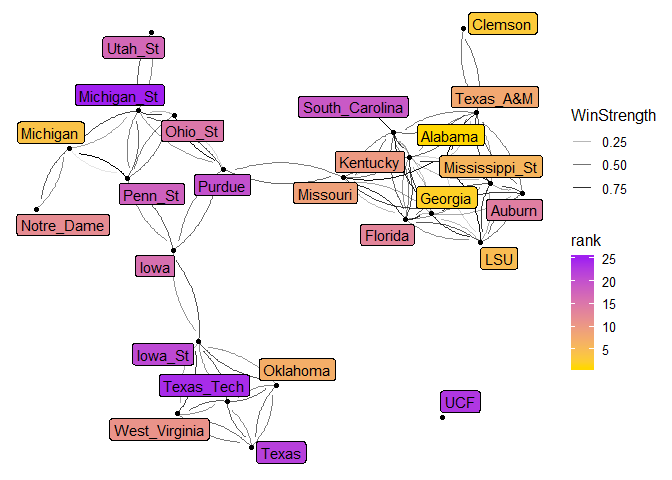 Clemson
Utah_St
Michigan_St
Texas_A&M
South_Carolina
WinStrength
Michigan
Ohio_St
Alabama
0.25
Kentucky
Mississippi_St
0.50
Penn_St
Purdue
Missouri
Georgia
Auburn
0.75
Notre_Dame
Florida
rank
Iowa
LSU
25
20
15
10
5
Iowa_St
Oklahoma
Texas_Tech
UCF
West_Virginia
Texas